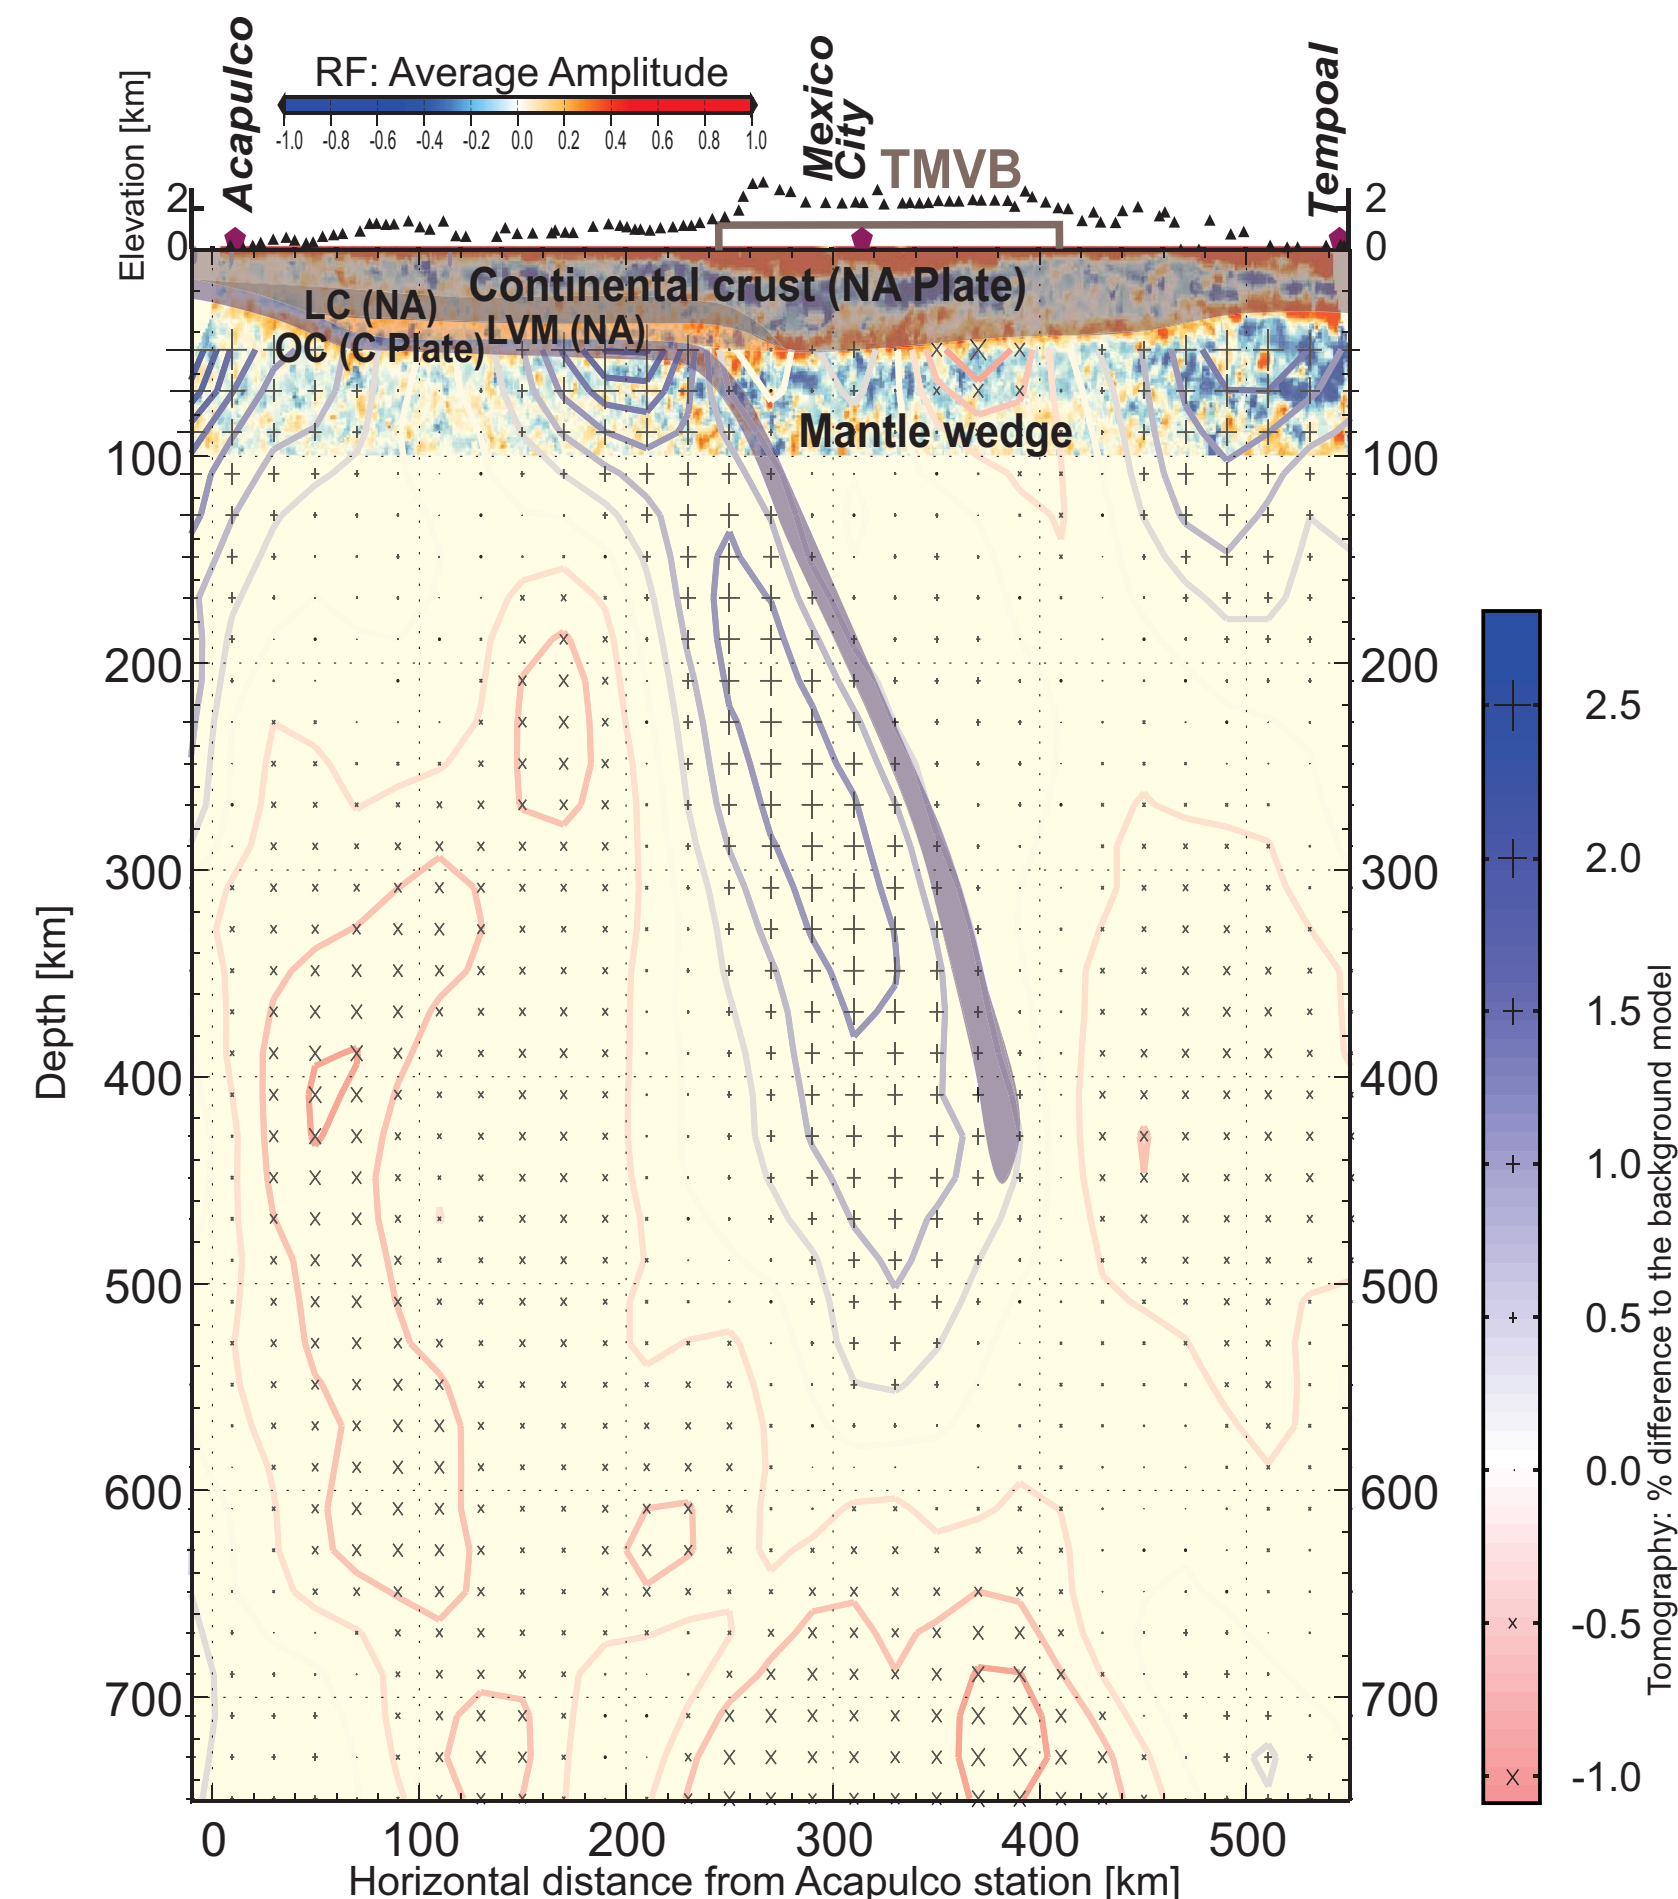 RF: Average Amplitude
-1.0 -0.8 -0.6 -0.4 -0.2 0.0 0.2 0.4 0.6 0.8 1.0
Acapulco
Mexico
City
TMVB
Tempoal
Elevation [km]
2
0
2
0
Continental crust (NA Plate)
LC (NA)
LVM (NA)
OC (C Plate)
Mantle wedge
100
200
300
400
500
600
700
Depth [km]
100
200
300
400
500
600
700
0 100 200 300 400 500
Horizontal distance from Acapulco station [km]
2.5
2.0
1.5
1.0
0.5
0.0
-0.5
-1.0
Tomography: % difference to the background model